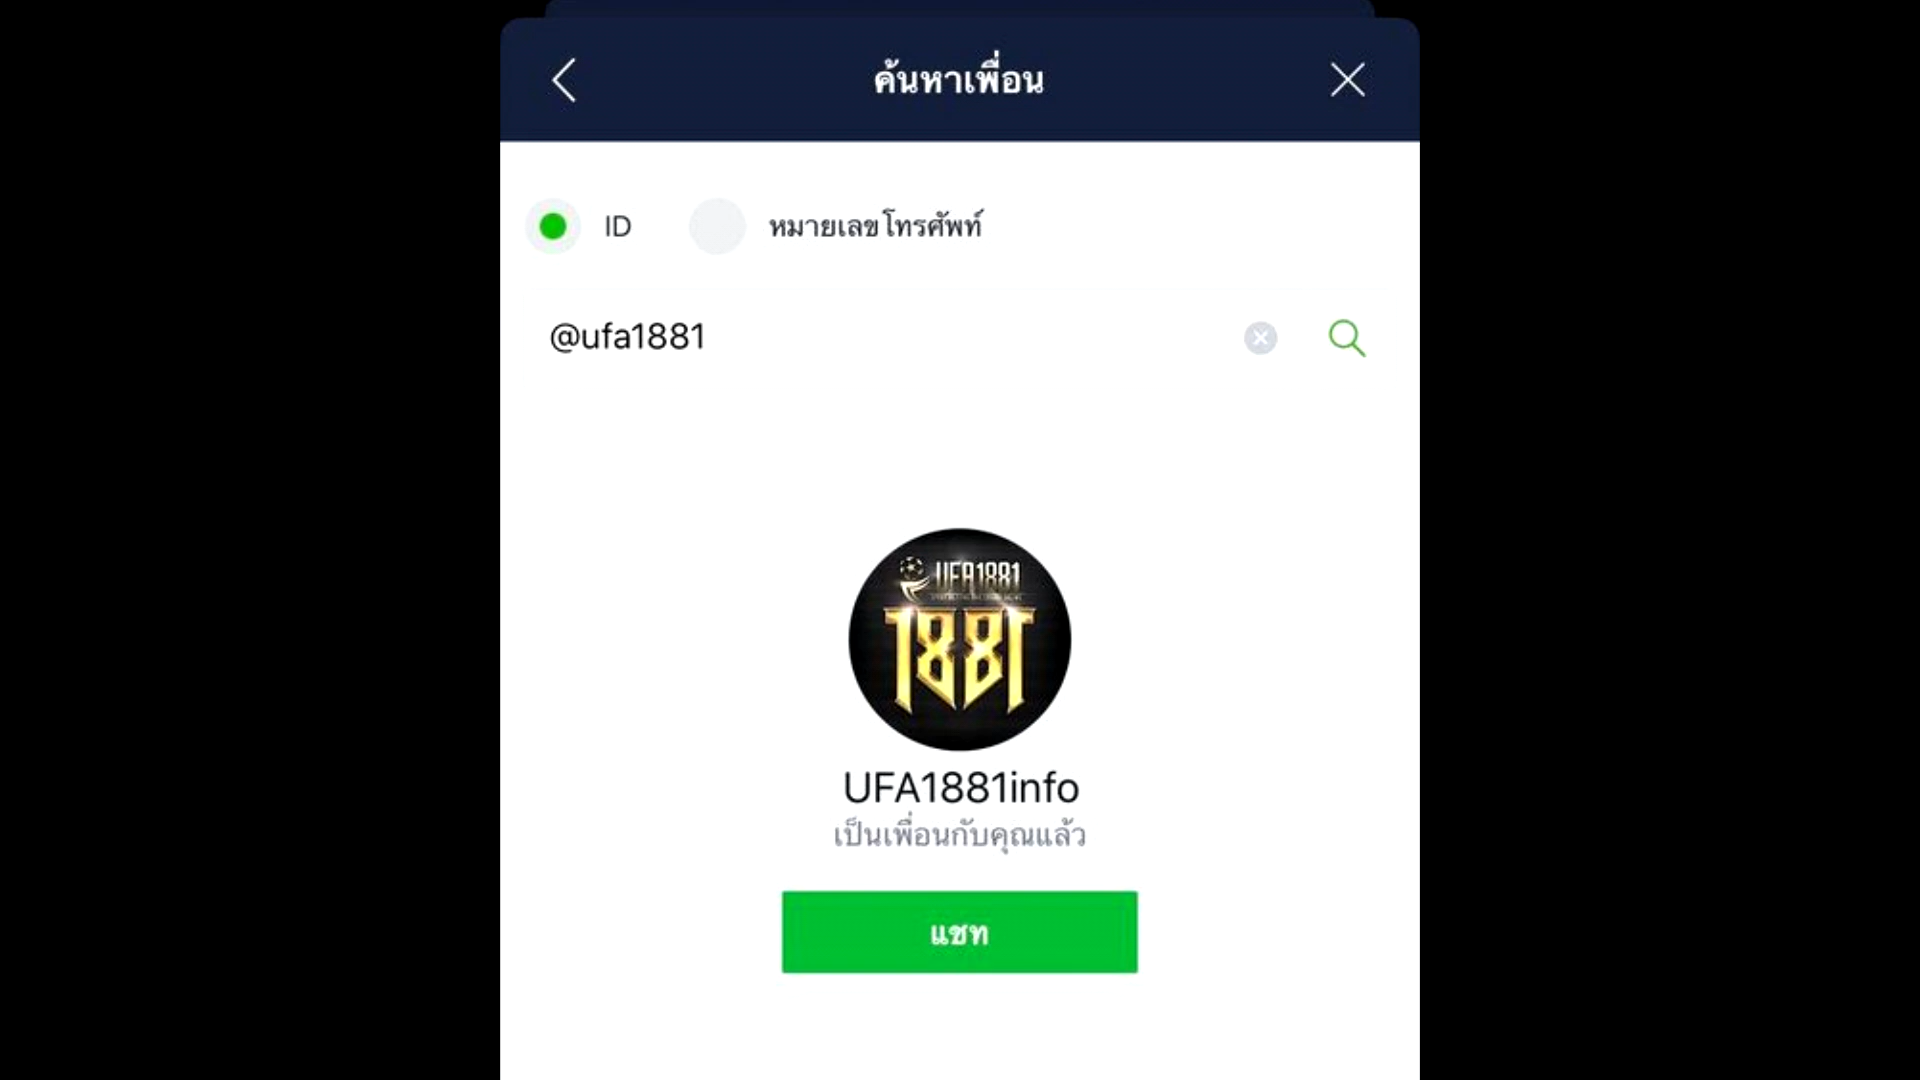 ค้นหาเพื่อน
ID หมายเลขโทรศัพท์
@ufa1881
UFA1881
1881
UFA1881info
เป็นเพื่อนกับคุณแล้ว
แชท